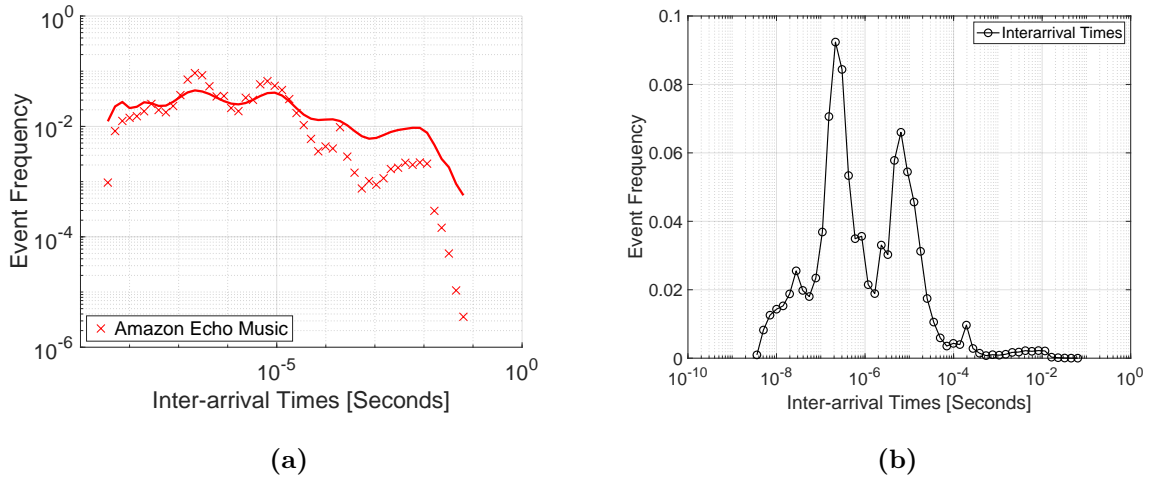 10^0
10^-2
10^-4
10^-6
10^-5
10^0
Event Frequency
Inter-arrival Times [Seconds]
Amazon Echo Music
(a)
0.1
0.08
0.06
0.04
0.02
0
10^-10
10^-8
10^-6
10^-4
10^-2
10^0
Event Frequency
Inter-arrival Times [Seconds]
Interarrival Times
(b)